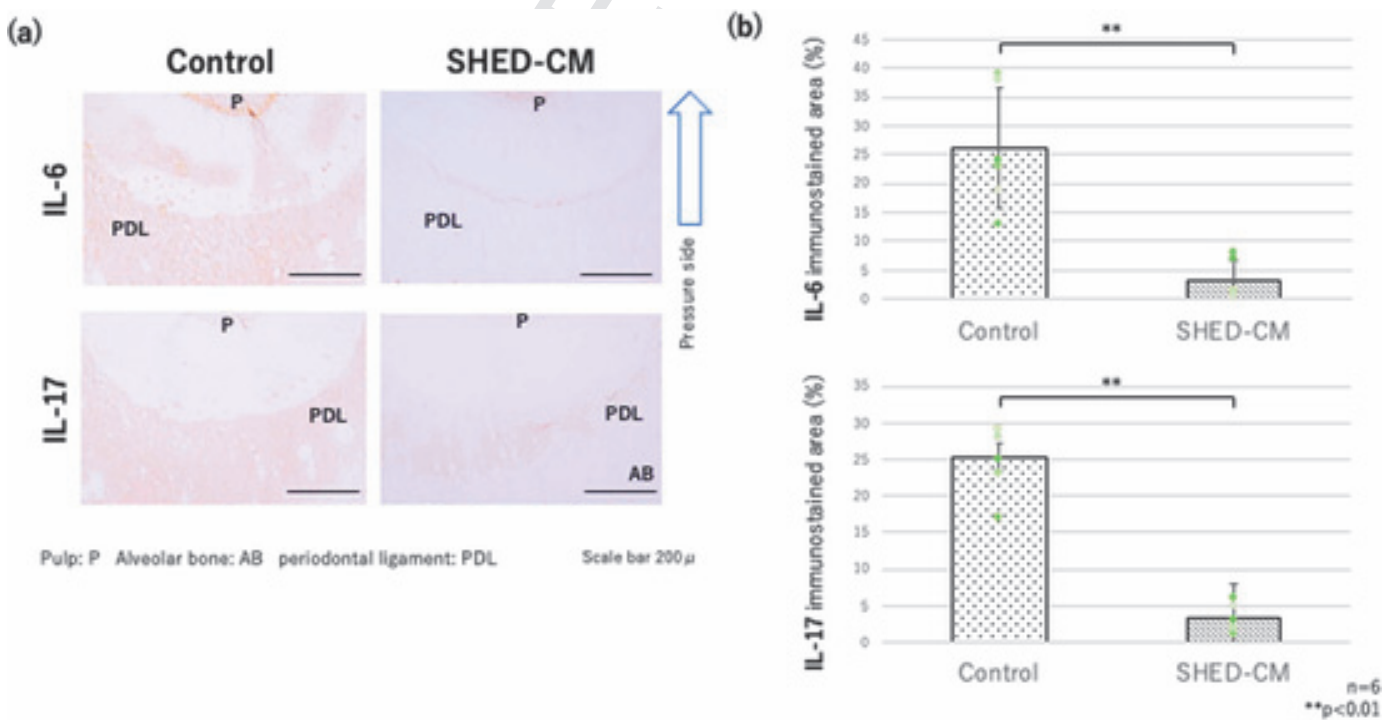 (a)
Control SHED-CM
IL-6
P
PDL
P
PDL
Pressure side
IL-17
P
PDL
P
PDL
AB
Pulp: P Alveolar bone: AB periodontal ligament: PDL Scale bar 200μ
(b)
IL-6 immunostained area (%)
45
40
35
30
25
20
15
10
5
0
**
Control SHED-CM
IL-17 immunostained area (%)
35
30
25
20
15
10
5
0
**
Control SHED-CM
n=6
**p<0.01